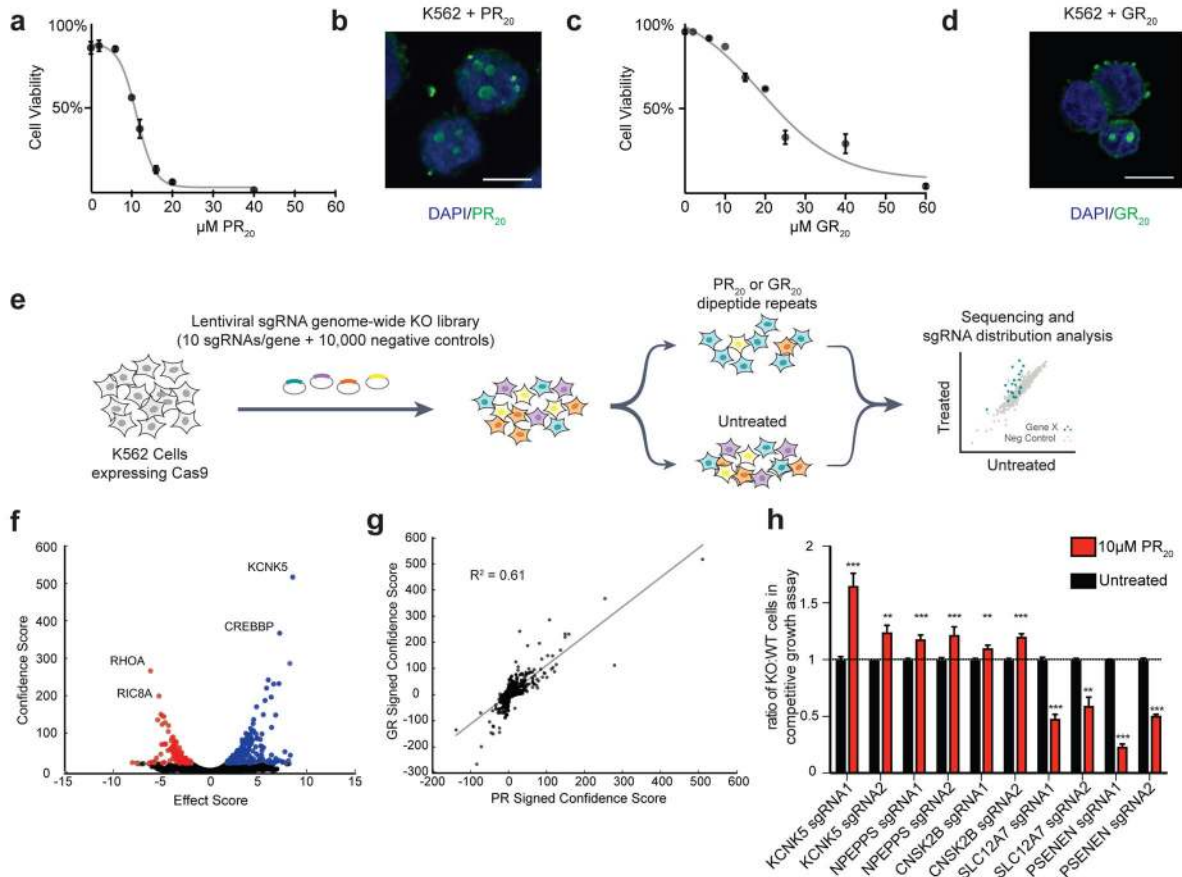 a
100%
50%
Cell Viability
0
10
20
30
40
50
60
µM PR20
b
K562 + PR20
DAPI/PR20
c
100%
50%
Cell Viability
0
20
40
60
µM GR20
d
K562 + GR20
DAPI/GR20
e
K562 Cells
expressing Cas9
Lentiviral sgRNA genome-wide KO library
(10 sgRNAs/gene + 10,000 negative controls)
PR20 or GR20
dipeptide repeats
Untreated
Sequencing and
sgRNA distribution analysis
Treated
Gene X
Neg Control
Untreated
f
600
500
400
300
200
100
0
Confidence Score
KCNK5
CREBBP
RHOA
RIC8A
-15
-10
-5
0
5
10
15
Effect Score
g
600
500
400
300
200
100
0
-100
-200
-300
GR Signed Confidence Score
R2 = 0.61
-200
-100
0
100
200
300
400
500
600
PR Signed Confidence Score
h
10µM PR20
Untreated
2
1.5
1
0.5
0
ratio of KO:WT cells in
competitive growth assay
***
**
***
***
**
***
***
**
***
***
KCNK5 sgRNA1
KCNK5 sgRNA2
NPEPPS sgRNA1
NPEPPS sgRNA2
CNSK2B sgRNA1
CNSK2B sgRNA2
SLC12A7 sgRNA1
SLC12A7 sgRNA2
PSENEN sgRNA1
PSENEN sgRNA2